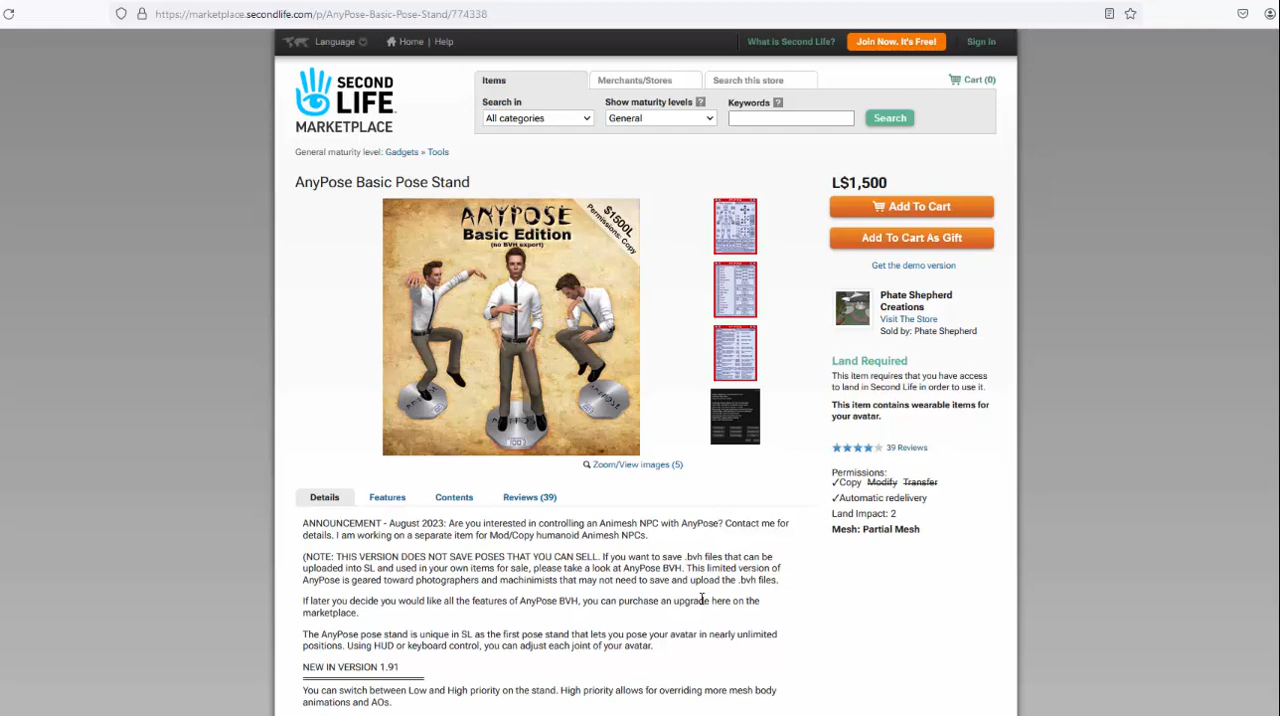 https://marketplace.secondlife.com/p/AnyPose-Basic-Pose-Stand/774338
Language Home | Help What is Second Life? Join Now. It's Free! Sign In
SECOND
LIFE
MARKETPLACE
Items Merchants/Stores Search this store Cart (0)
Search in Show maturity levels ? Keywords ?
All categories General Search
General maturity level: Gadgets » Tools
AnyPose Basic Pose Stand
ANYPOSE
Basic Edition
(no BVH export)
$1500L
Permissions: Copy
L$1,500
Add To Cart
Add To Cart As Gift
Get the demo version
Phate Shepherd
Creations
Visit The Store
Sold by: Phate Shepherd
Land Required
This item requires that you have access
to land in Second Life in order to use it.
This item contains wearable items for
your avatar.
39 Reviews
Permissions:
✓Copy Modify Transfer
✓Automatic redelivery
Land Impact: 2
Mesh: Partial Mesh
Zoom/View images (5)
Details Features Contents Reviews (39)
ANNOUNCEMENT - August 2023: Are you interested in controlling an Animesh NPC with AnyPose? Contact me for
details. I am working on a separate item for Mod/Copy humanoid Animesh NPCs.
(NOTE: THIS VERSION DOES NOT SAVE POSES THAT YOU CAN SELL. If you want to save .bvh files that can be
uploaded into SL and used in your own items for sale, please take a look at AnyPose BVH. This limited version of
AnyPose is geared toward photographers and machinimists that may not need to save and upload the .bvh files.
If later you decide you would like all the features of AnyPose BVH, you can purchase an upgrade here on the
marketplace.
The AnyPose pose stand is unique in SL as the first pose stand that lets you pose your avatar in nearly unlimited
positions. Using HUD or keyboard control, you can adjust each joint of your avatar.
NEW IN VERSION 1.91
You can switch between Low and High priority on the stand. High priority allows for overriding more mesh body
animations and AOs.